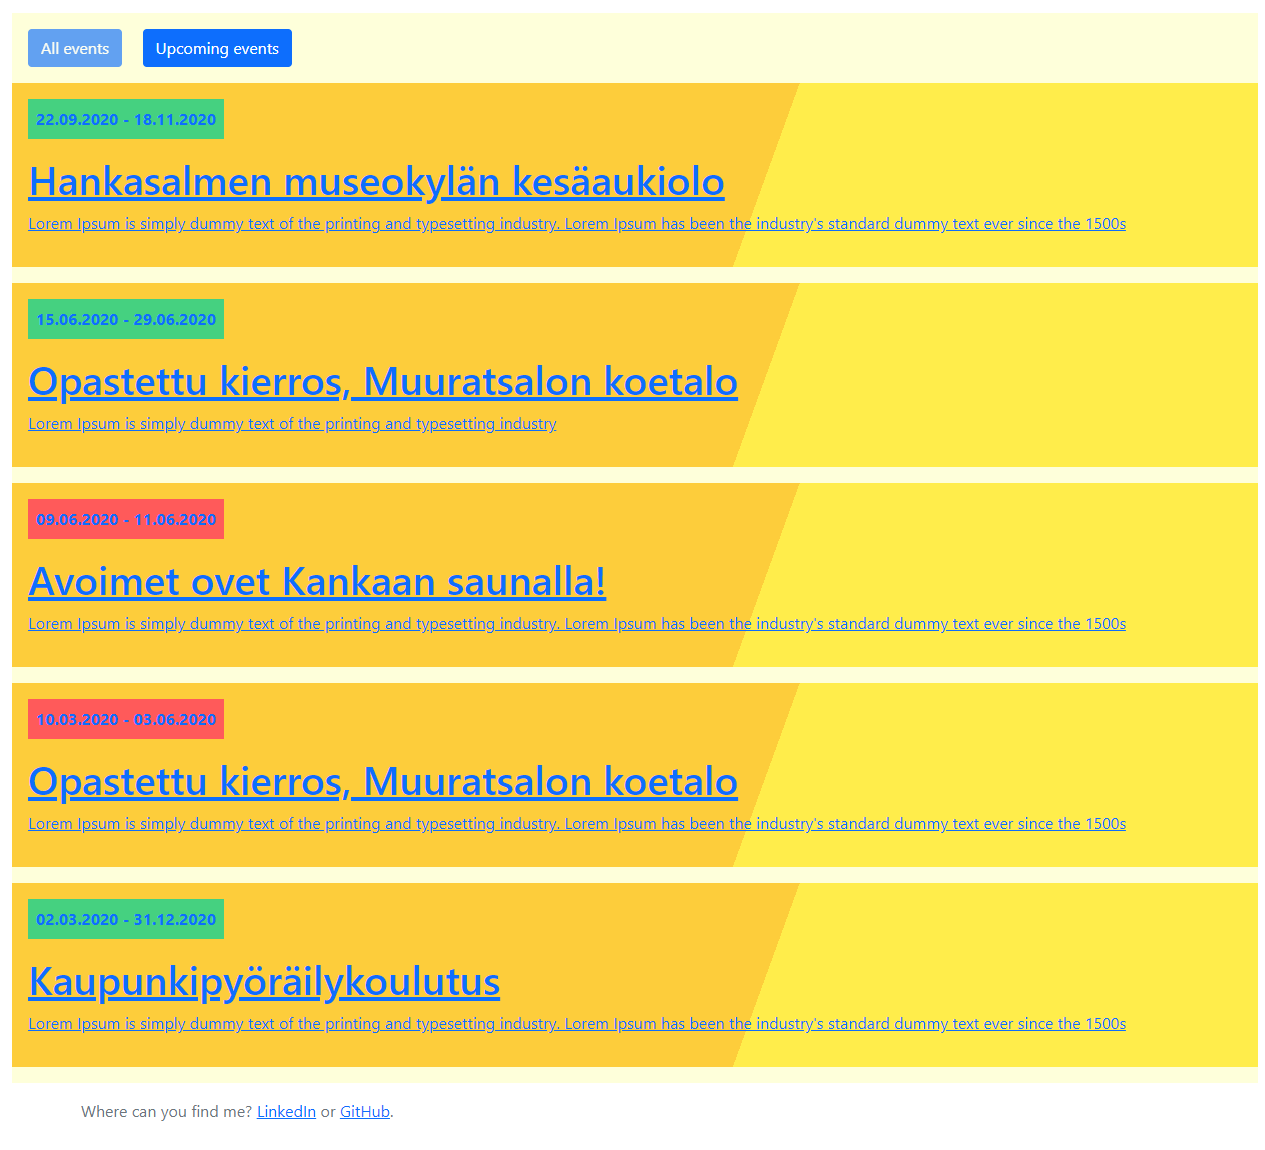 All events
Upcoming events
22.09.2020 - 18.11.2020
Hankasalmen museokylän kesäaukiolo
Lorem Ipsum is simply dummy text of the printing and typesetting industry. Lorem Ipsum has been the industry's standard dummy text ever since the 1500s
15.06.2020 - 29.06.2020
Opastettu kierros, Muuratsalon koetalo
Lorem Ipsum is simply dummy text of the printing and typesetting industry
09.06.2020 - 11.06.2020
Avoimet ovet Kankaan saunalla!
Lorem Ipsum is simply dummy text of the printing and typesetting industry. Lorem Ipsum has been the industry's standard dummy text ever since the 1500s
10.03.2020 - 03.06.2020
Opastettu kierros, Muuratsalon koetalo
Lorem Ipsum is simply dummy text of the printing and typesetting industry. Lorem Ipsum has been the industry's standard dummy text ever since the 1500s
02.03.2020 - 31.12.2020
Kaupunkipyöräilykoulutus
Lorem Ipsum is simply dummy text of the printing and typesetting industry. Lorem Ipsum has been the industry's standard dummy text ever since the 1500s
Where can you find me? LinkedIn or GitHub.